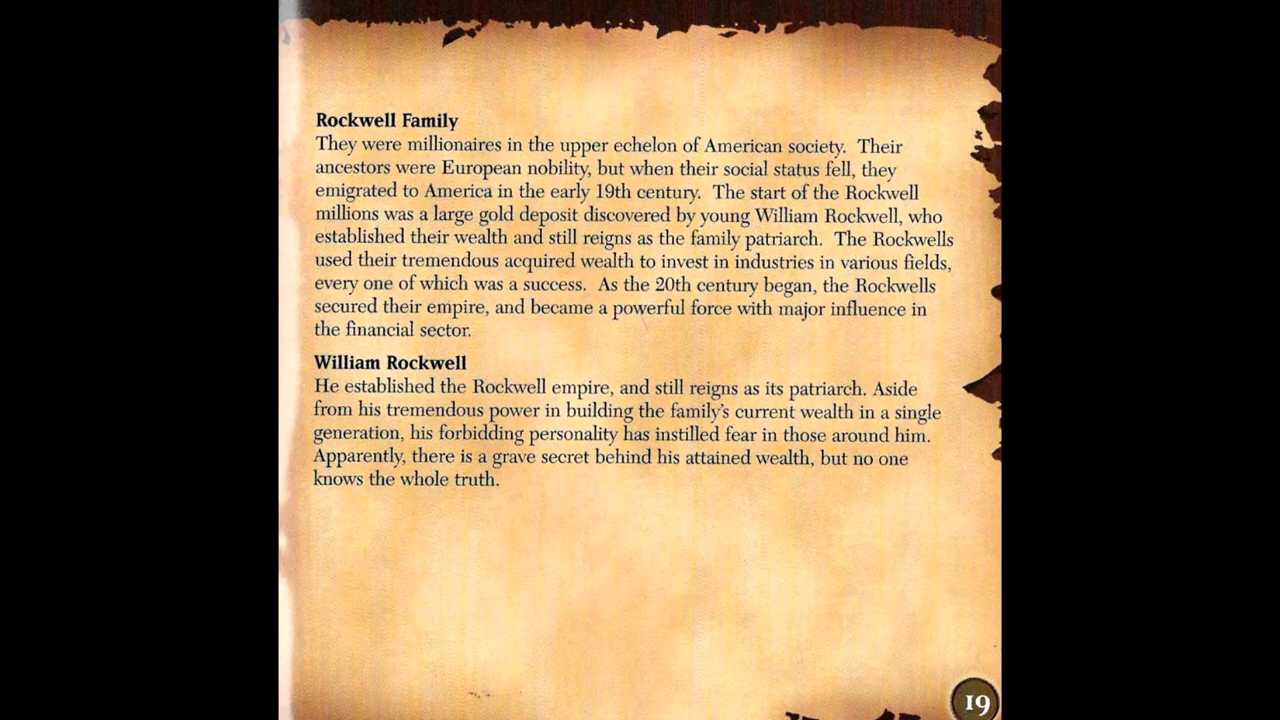 Rockwell Family
They were millionaires in the upper echelon of American society. Their
ancestors were European nobility, but when their social status fell, they
emigrated to America in the early 19th century. The start of the Rockwell
millions was a large gold deposit discovered by young William Rockwell, who
established their wealth and still reigns as the family patriarch. The Rockwells
used their tremendous acquired wealth to invest in industries in various fields,
every one of which was a success. As the 20th century began, the Rockwells
secured their empire, and became a powerful force with major influence in
the financial sector.
William Rockwell
He established the Rockwell empire, and still reigns as its patriarch. Aside
from his tremendous power in building the family's current wealth in a single
generation, his forbidding personality has instilled fear in those around him.
Apparently, there is a grave secret behind his attained wealth, but no one
knows the whole truth.
19